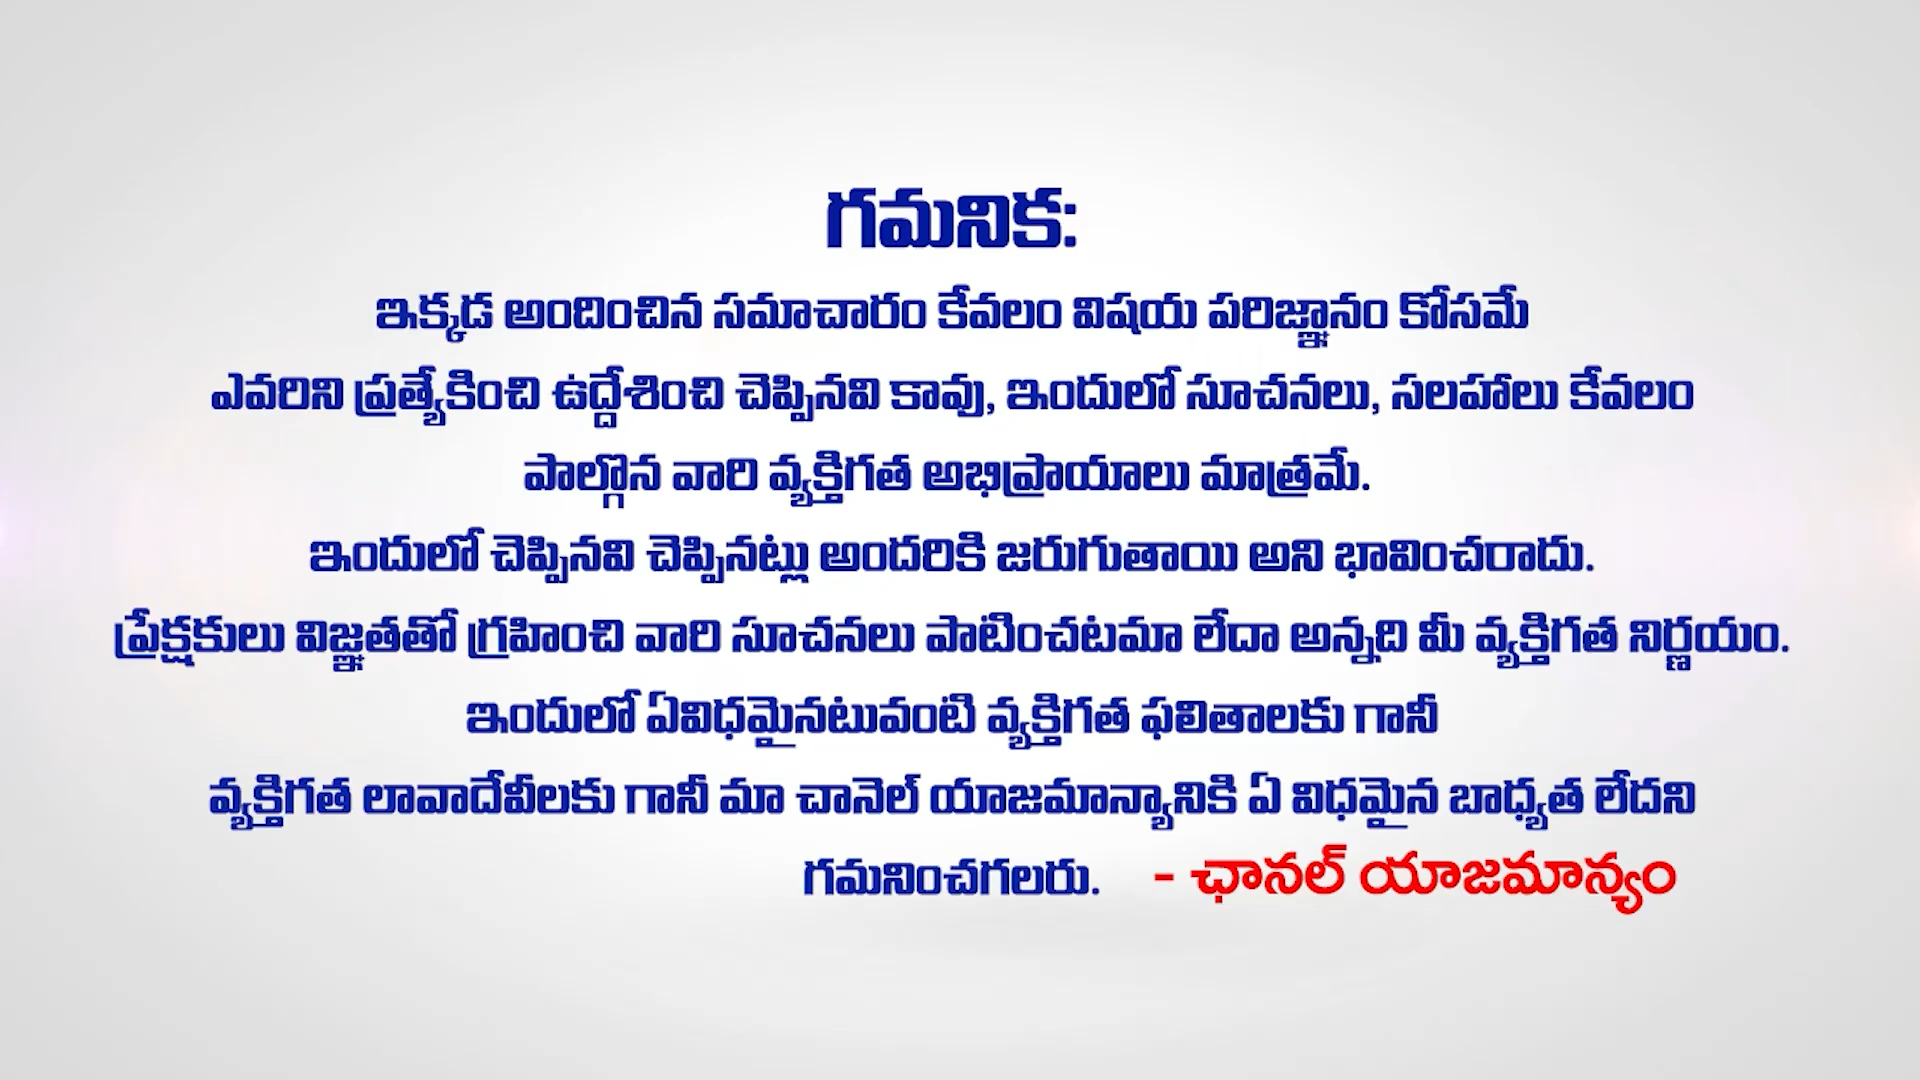 గమనిక:
ఇక్కడ అందించిన సమాచారం కేవలం విషయ పరిజ్ఞానం కోసమే
ఎవరిని ప్రత్యేకించి ఉద్దేశించి చెప్పినవి కావు, ఇందులో సూచనలు, సలహాలు కేవలం
పాల్గొన వారి వ్యక్తిగత అభిప్రాయాలు మాత్రమే.
ఇందులో చెప్పినవి చెప్పినట్లు అందరికి జరుగుతాయి అని భావించరాదు.
ప్రేక్షకులు విజ్ఞతతో గ్రహించి వారి సూచనలు పాటించటమా లేదా అన్నది మీ వ్యక్తిగత నిర్ణయం.
ఇందులో ఏవిధమైనటువంటి వ్యక్తిగత ఫలితాలకు గానీ
వ్యక్తిగత లావాదేవీలకు గానీ మా చానెల్ యాజమాన్యానికి ఏ విధమైన బాధ్యత లేదని
గమనించగలరు. - ఛానల్ యాజమాన్యం